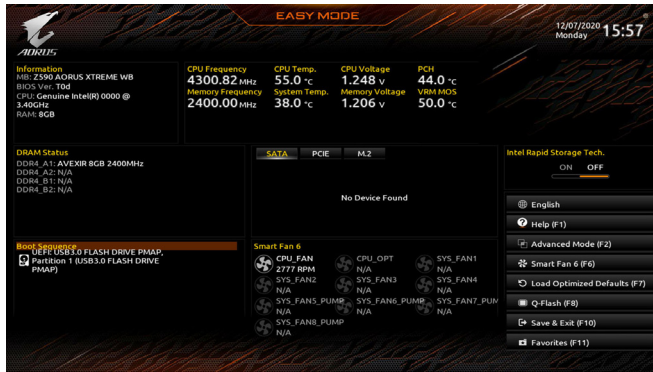 EASY MODE
12/07/2020
Monday
15:57
AORUS
Information
MB: Z590 AORUS XTREME WB
BIOS Ver. T0d
CPU: Genuine Intel(R) 0000 @
3.40GHz
RAM: 8GB
CPU Frequency CPU Temp. CPU Voltage PCH
4300.82 MHz 55.0 °C 1.248 V 44.0 °C
Memory Frequency System Temp. Memory Voltage VRM MOS
2400.00 MHz 38.0 °C 1.206 V 50.0 °C
DRAM Status
DDR4_A1: AVEXIR 8GB 2400MHz
DDR4_A2: N/A
DDR4_B1: N/A
DDR4_B2: N/A
SATA PCIE M.2
No Device Found
Intel Rapid Storage Tech.
ON OFF
Boot Sequence
UEFI: USB3.0 FLASH DRIVE PMAP,
Partition 1 (USB3.0 FLASH DRIVE
PMAP)
Smart Fan 6
CPU_FAN CPU_OPT SYS_FAN1
2777 RPM N/A N/A
SYS_FAN2 SYS_FAN3 SYS_FAN4
N/A N/A N/A
SYS_FAN5_PUMP SYS_FAN6_PUMP SYS_FAN7_PUM
N/A N/A N/A
SYS_FAN8_PUMP
N/A
English
Help (F1)
Advanced Mode (F2)
Smart Fan 6 (F6)
Load Optimized Defaults (F7)
Q-Flash (F8)
Save & Exit (F10)
Favorites (F11)